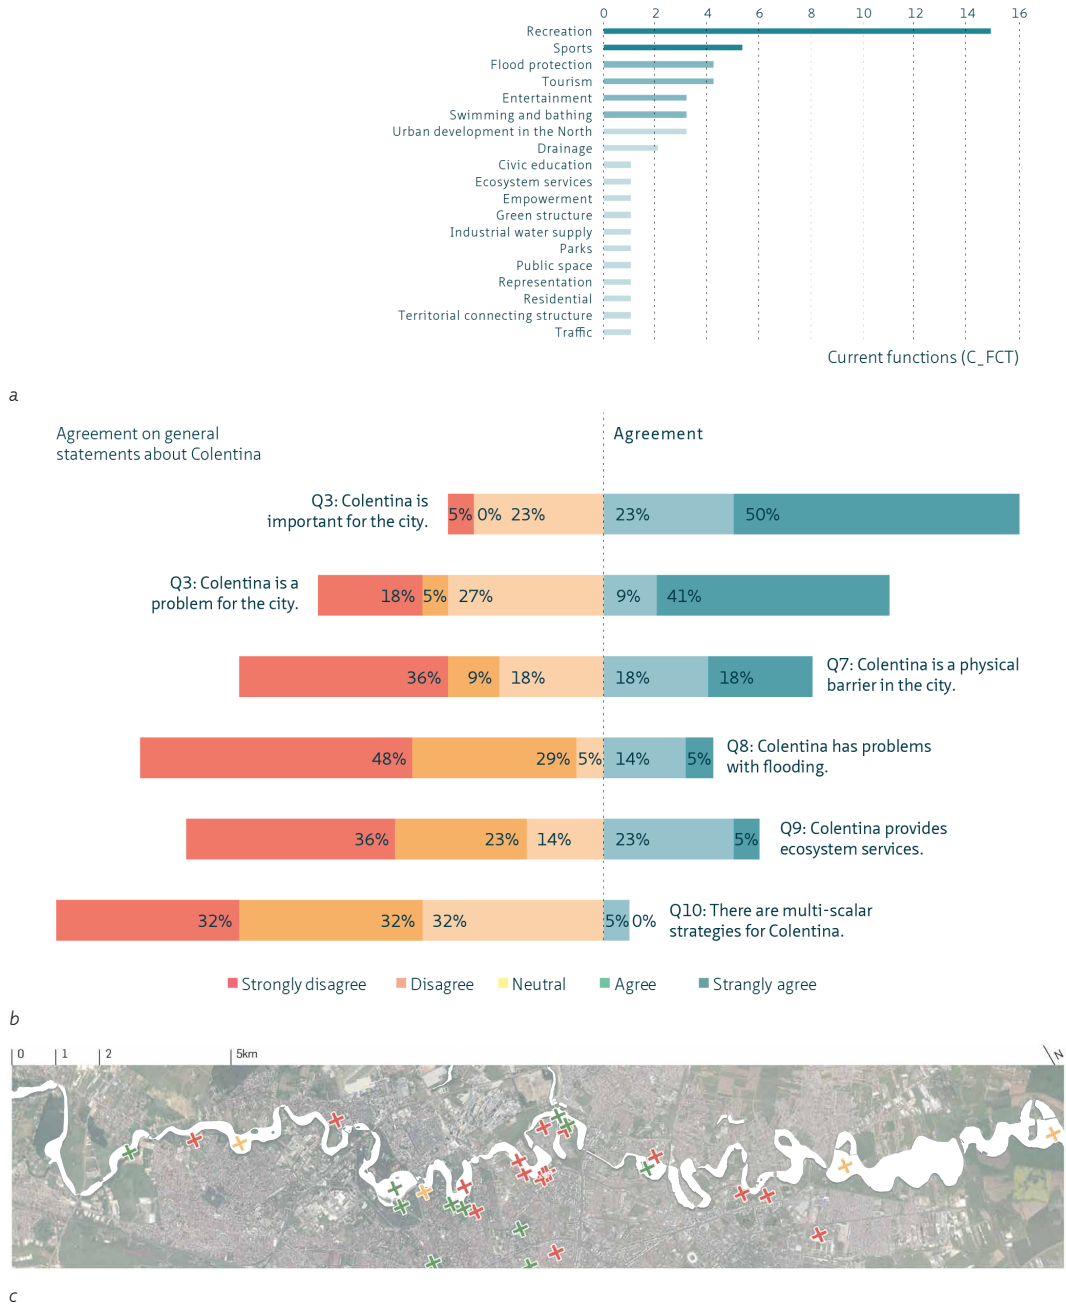 0 2 4 6 8 10 12 14 16
Recreation
Sports
Flood protection
Tourism
Entertainment
Swimming and bathing
Urban development in the North
Drainage
Civic education
Ecosystem services
Empowerment
Green structure
Industrial water supply
Parks
Public space
Representation
Residential
Territorial connecting structure
Traffic
Current functions (C_FCT)
a
Agreement on general
statements about Colentina
Agreement
Q3: Colentina is
important for the city.
5% 0% 23% 23% 50%
Q3: Colentina is a
problem for the city.
18% 5% 27% 9% 41%
36% 9% 18% 18% 18%
Q7: Colentina is a physical
barrier in the city.
48% 29% 5% 14% 5%
Q8: Colentina has problems
with flooding.
36% 23% 14% 23% 5%
Q9: Colentina provides
ecosystem services.
32% 32% 32% 5% 0%
Q10: There are multi-scalar
strategies for Colentina.
Strongly disagree Disagree Neutral Agree Strangly agree
b
0 1 2 5km N
c